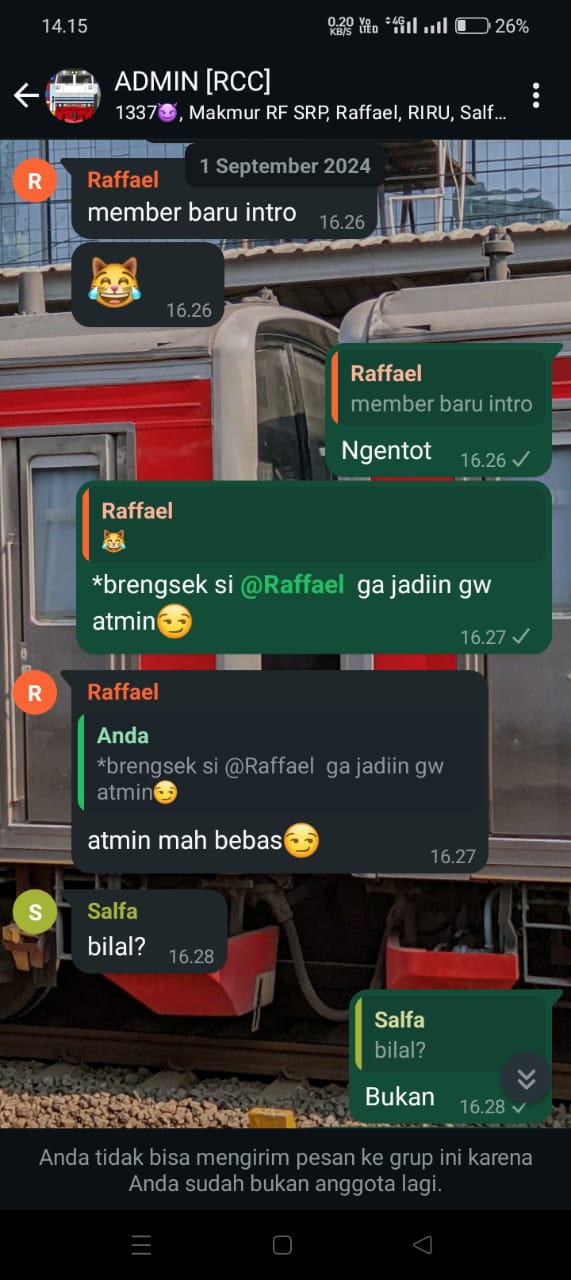 14.15
0.20 KB/S Vo LTED 4G 26%
ADMIN [RCC]
1337😈, Makmur RF SRP, Raffael, RIRU, Salf...
1 September 2024
R
Raffael
member baru intro 16.26
😹 16.26
Raffael
member baru intro
Ngentot 16.26
Raffael
😹
*brengsek si @Raffael ga jadiin gw
atmin😏
16.27
R
Raffael
Anda
*brengsek si @Raffael ga jadiin gw
atmin😏
atmin mah bebas😏
16.27
S
Salfa
bilal? 16.28
Salfa
bilal?
Bukan 16.28
Anda tidak bisa mengirim pesan ke grup ini karena
Anda sudah bukan anggota lagi.